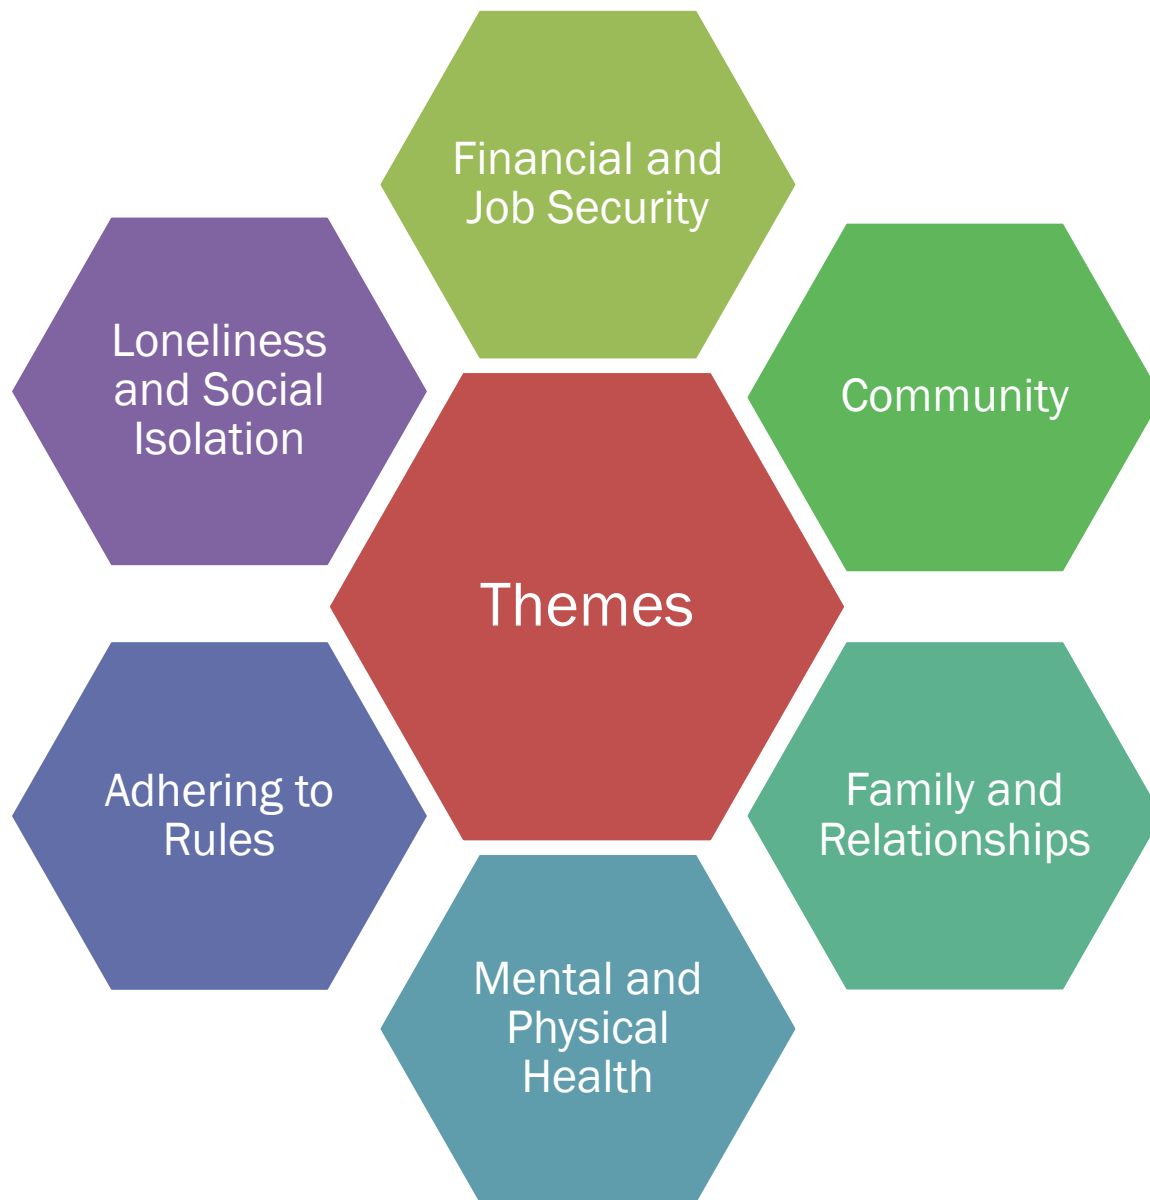 Financial and
Job Security
Loneliness
and Social
Isolation
Community
Themes
Adhering to
Rules
Family and
Relationships
Mental and
Physical
Health